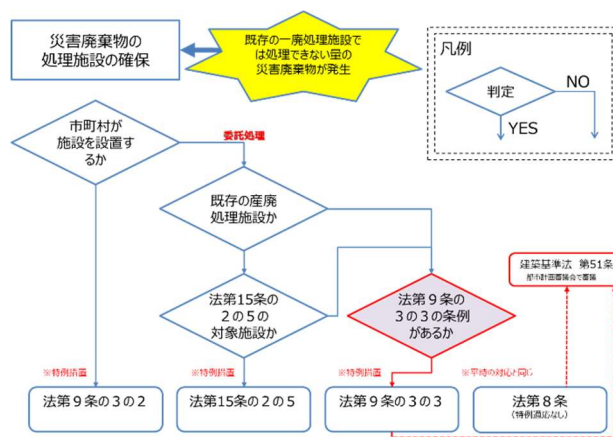 災害廃棄物の
処理施設の確保
既存の一廃処理施設で
は処理できない量の
災害廃棄物が発生
凡例
判定
NO
YES
市町村が
施設を設置す
るか
委託処理
既存の産廃
処理施設か
法第15条の
2の5の
対象施設か
法第9条の
3の3の条例
があるか
建築基準法 第51条
都市計画審議会で審議
※特例措置
※特例措置
※特例措置
※平時の対応と同じ
法第9条の3の2
法第15条の2の5
法第9条の3の3
法第8条
(特例適応なし)